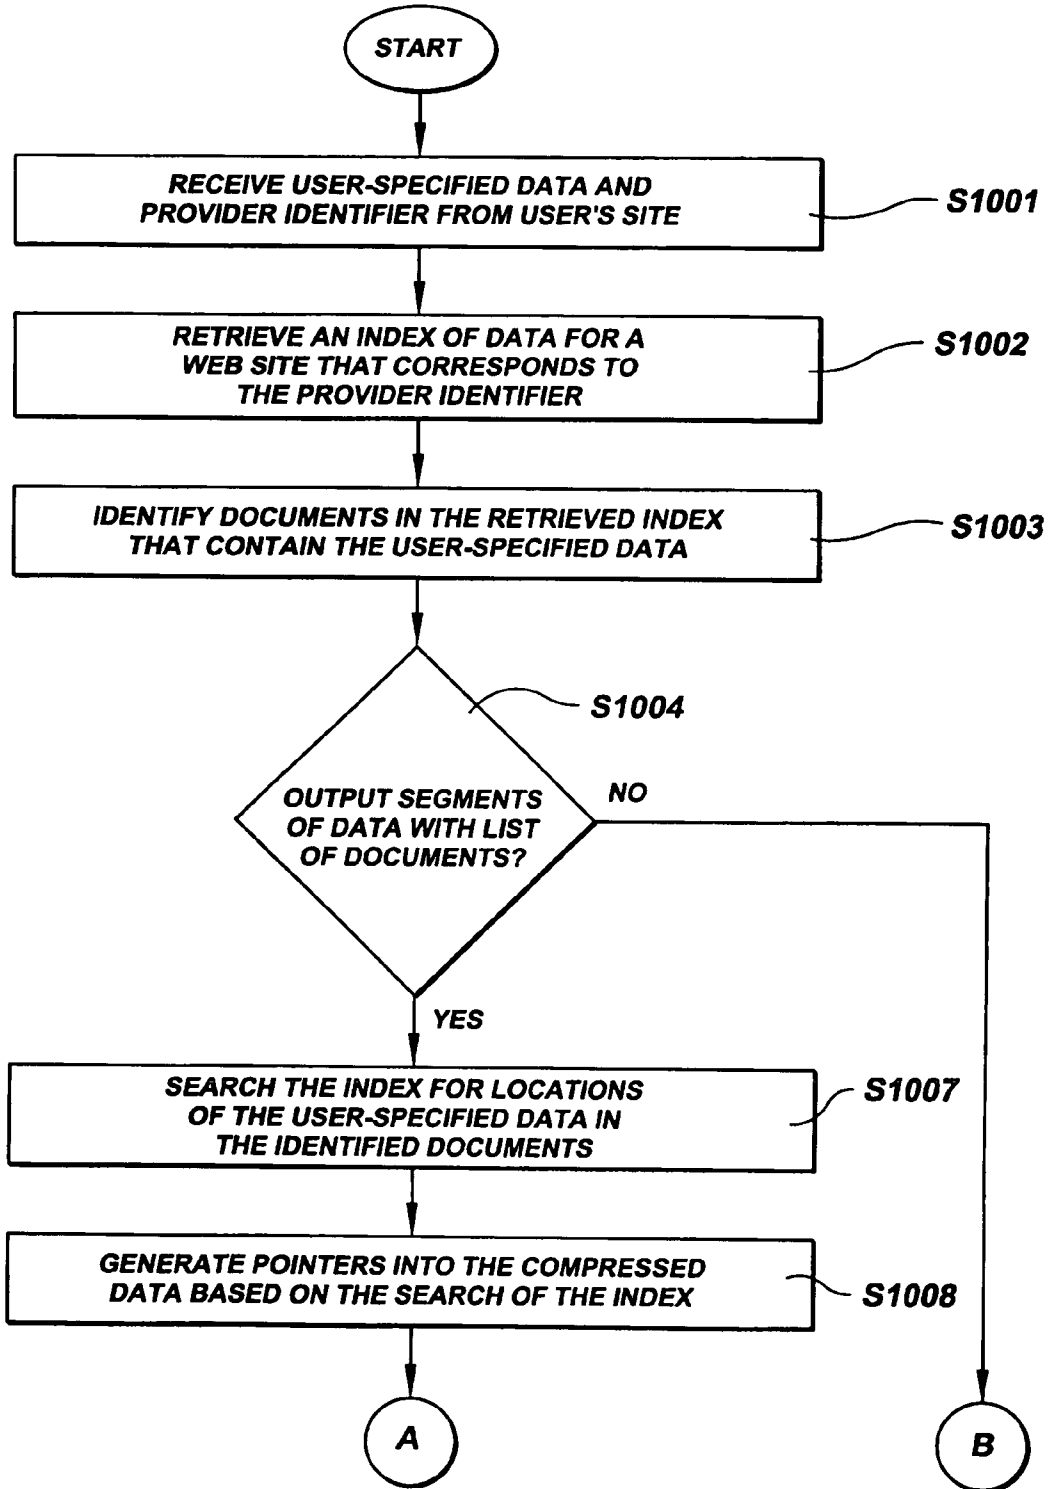 START
RECEIVE USER-SPECIFIED DATA AND
PROVIDER IDENTIFIER FROM USER'S SITE
S1001
RETRIEVE AN INDEX OF DATA FOR A
WEB SITE THAT CORRESPONDS TO
THE PROVIDER IDENTIFIER
S1002
IDENTIFY DOCUMENTS IN THE RETRIEVED INDEX
THAT CONTAIN THE USER-SPECIFIED DATA
S1003
S1004
OUTPUT SEGMENTS
OF DATA WITH LIST
OF DOCUMENTS?
NO
YES
SEARCH THE INDEX FOR LOCATIONS
OF THE USER-SPECIFIED DATA IN
THE IDENTIFIED DOCUMENTS
S1007
GENERATE POINTERS INTO THE COMPRESSED
DATA BASED ON THE SEARCH OF THE INDEX
S1008
A
B